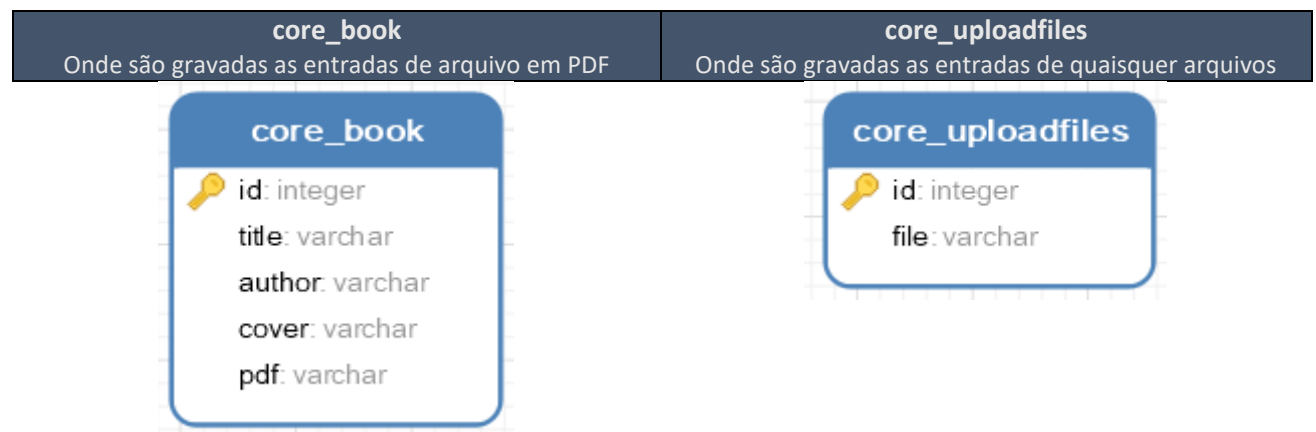 core_book
Onde são gravadas as entradas de arquivo em PDF
core_uploadfiles
Onde são gravadas as entradas de quaisquer arquivos
core_book
id: integer
title: varchar
author: varchar
cover: varchar
pdf: varchar
core_uploadfiles
id: integer
file: varchar